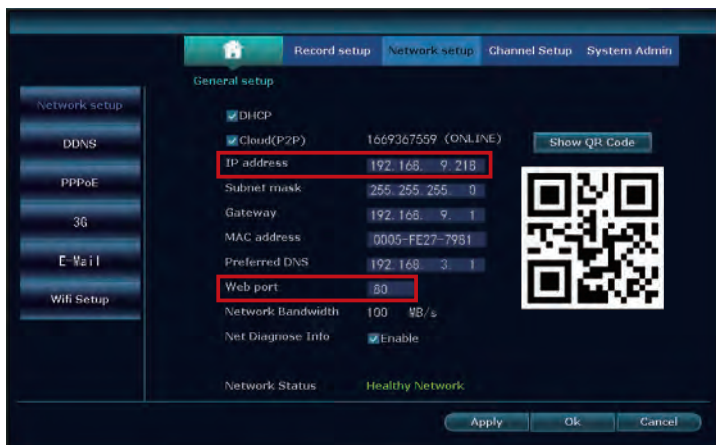 Record setup Network setup Channel Setup System Admin
General setup
Network setup
DDNS
PPPoE
3G
E-Mail
Wifi Setup
DHCP
Cloud(P2P) 1669367559 (ONLINE) Show QR Code
IP address 192.168. 9.218
Subnet mask 255.255.255. 0
Gateway 192.168. 9. 1
MAC address 0005-FE27-7981
Preferred DNS 192.168. 3. 1
Web port 80
Network Bandwidth 100 MB/s
Net Diagnose Info Enable
Network Status Healthy Network
Apply Ok Cancel